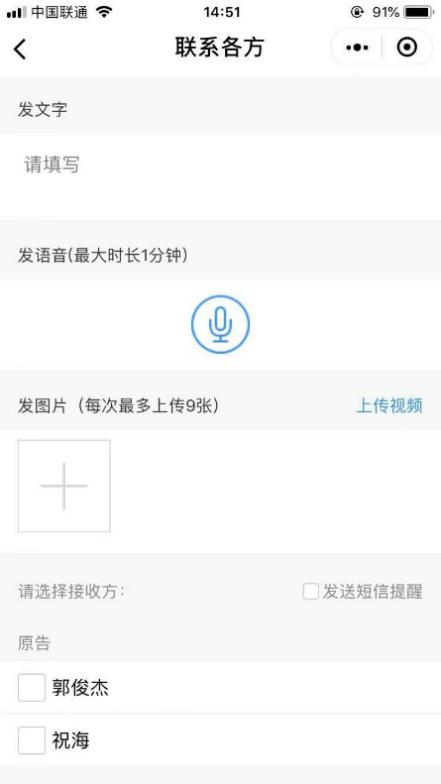 中国联通 14:51 91%
联系各方
发文字
请填写
发语音(最大时长1分钟)
发图片（每次最多上传9张） 上传视频
请选择接收方: 发送短信提醒
原告
郭俊杰
祝海